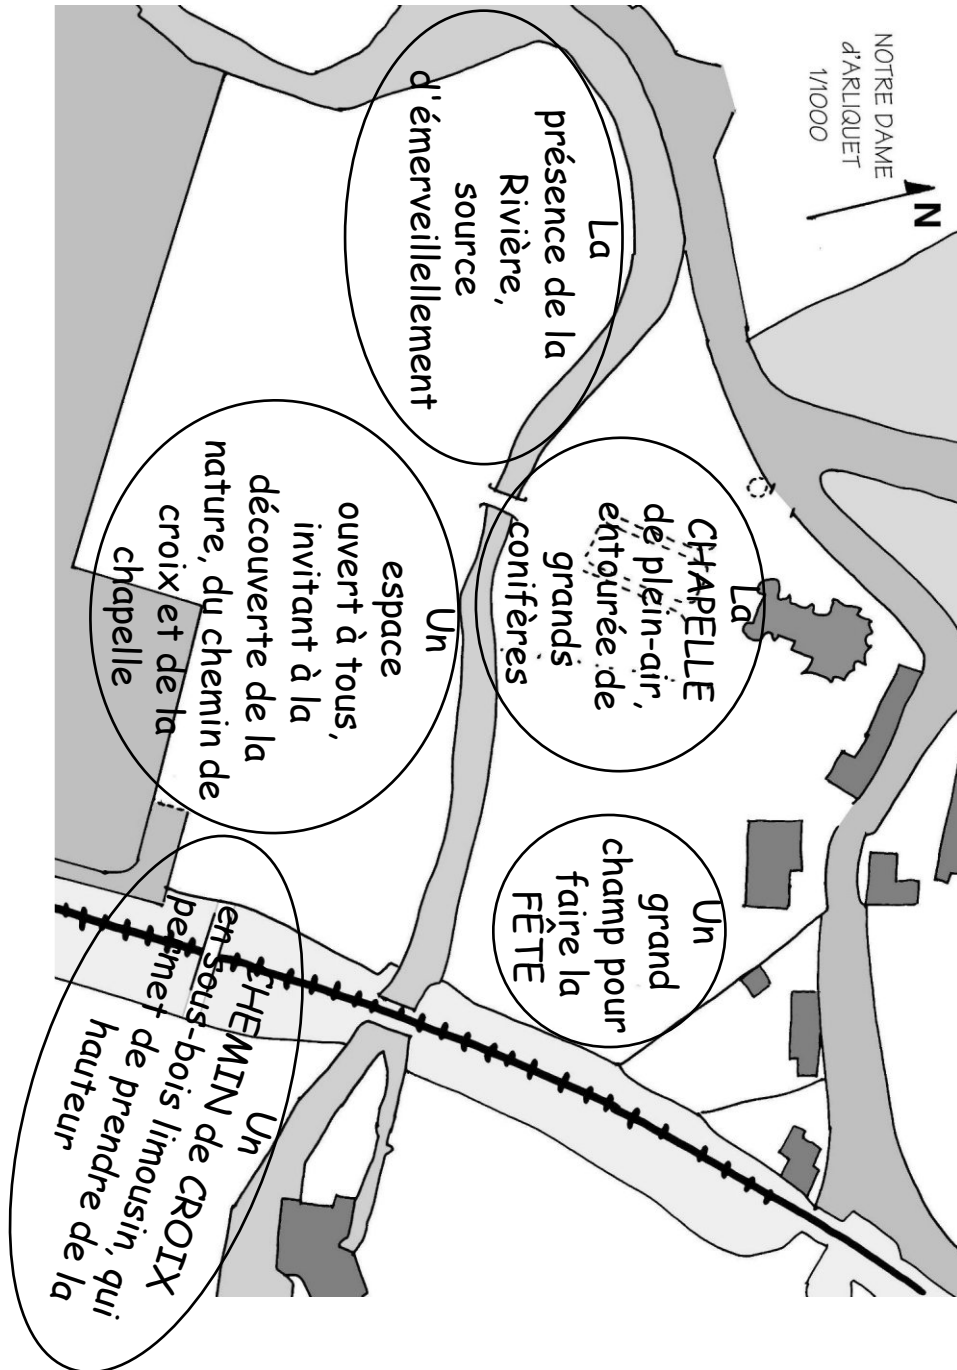 NOTRE DAME
d'ARLIQUET
1/1000
N
La
présence de la
Rivière,
source
d'émerveillellement
La
CHAPELLE
de plein-air,
entourée de
grands
conifères
Un
espace
ouvert à tous,
invitant à la
découverte de la
nature, du chemin de
croix et de la
chapelle
Un
grand
champ pour
faire la
FÊTE
Un
CHEMIN de CROIX
en sous-bois limousin, qui
permet de prendre de la
hauteur